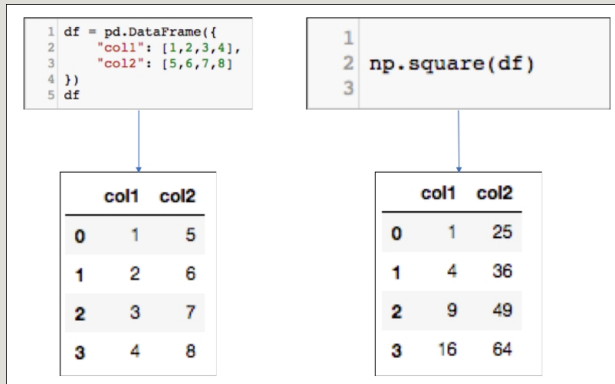 1 df = pd.DataFrame({
2     "col1": [1,2,3,4],
3     "col2": [5,6,7,8]
4 })
5 df
1
2 np.square(df)
3
col1 col2
0 1 5
1 2 6
2 3 7
3 4 8
col1 col2
0 1 25
1 4 36
2 9 49
3 16 64